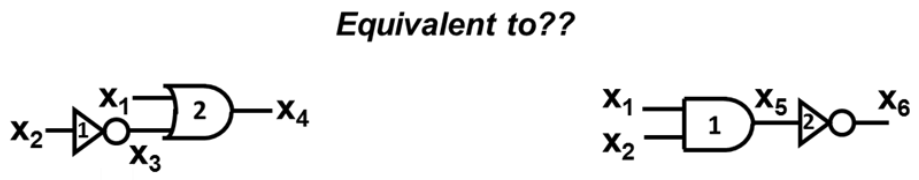 Equivalent to??
x₁
2
x₄
x₂
1
x₃
x₁
x₂
1
x₅
2
x₆